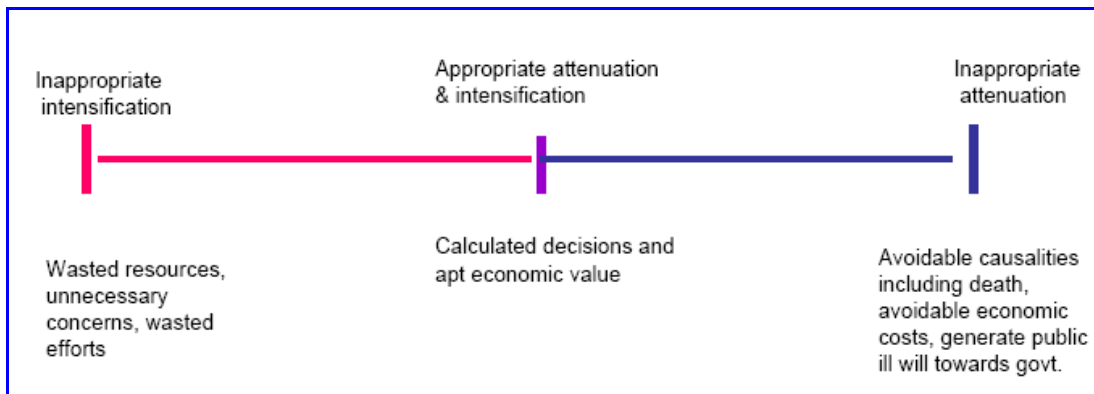 Inappropriate
intensification
Appropriate attenuation
& intensification
Inappropriate
attenuation
Wasted resources,
unnecessary
concerns, wasted
efforts
Calculated decisions and
apt economic value
Avoidable causalities
including death,
avoidable economic
costs, generate public
ill will towards govt.